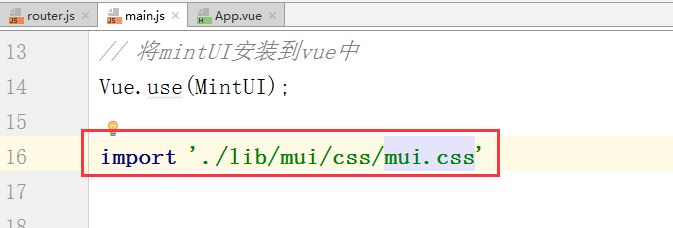 router.js × main.js × App.vue ×
13 // 将mintUI安装到vue中
14 Vue.use(MintUI);
15
16 import './lib/mui/css/mui.css'
17
18